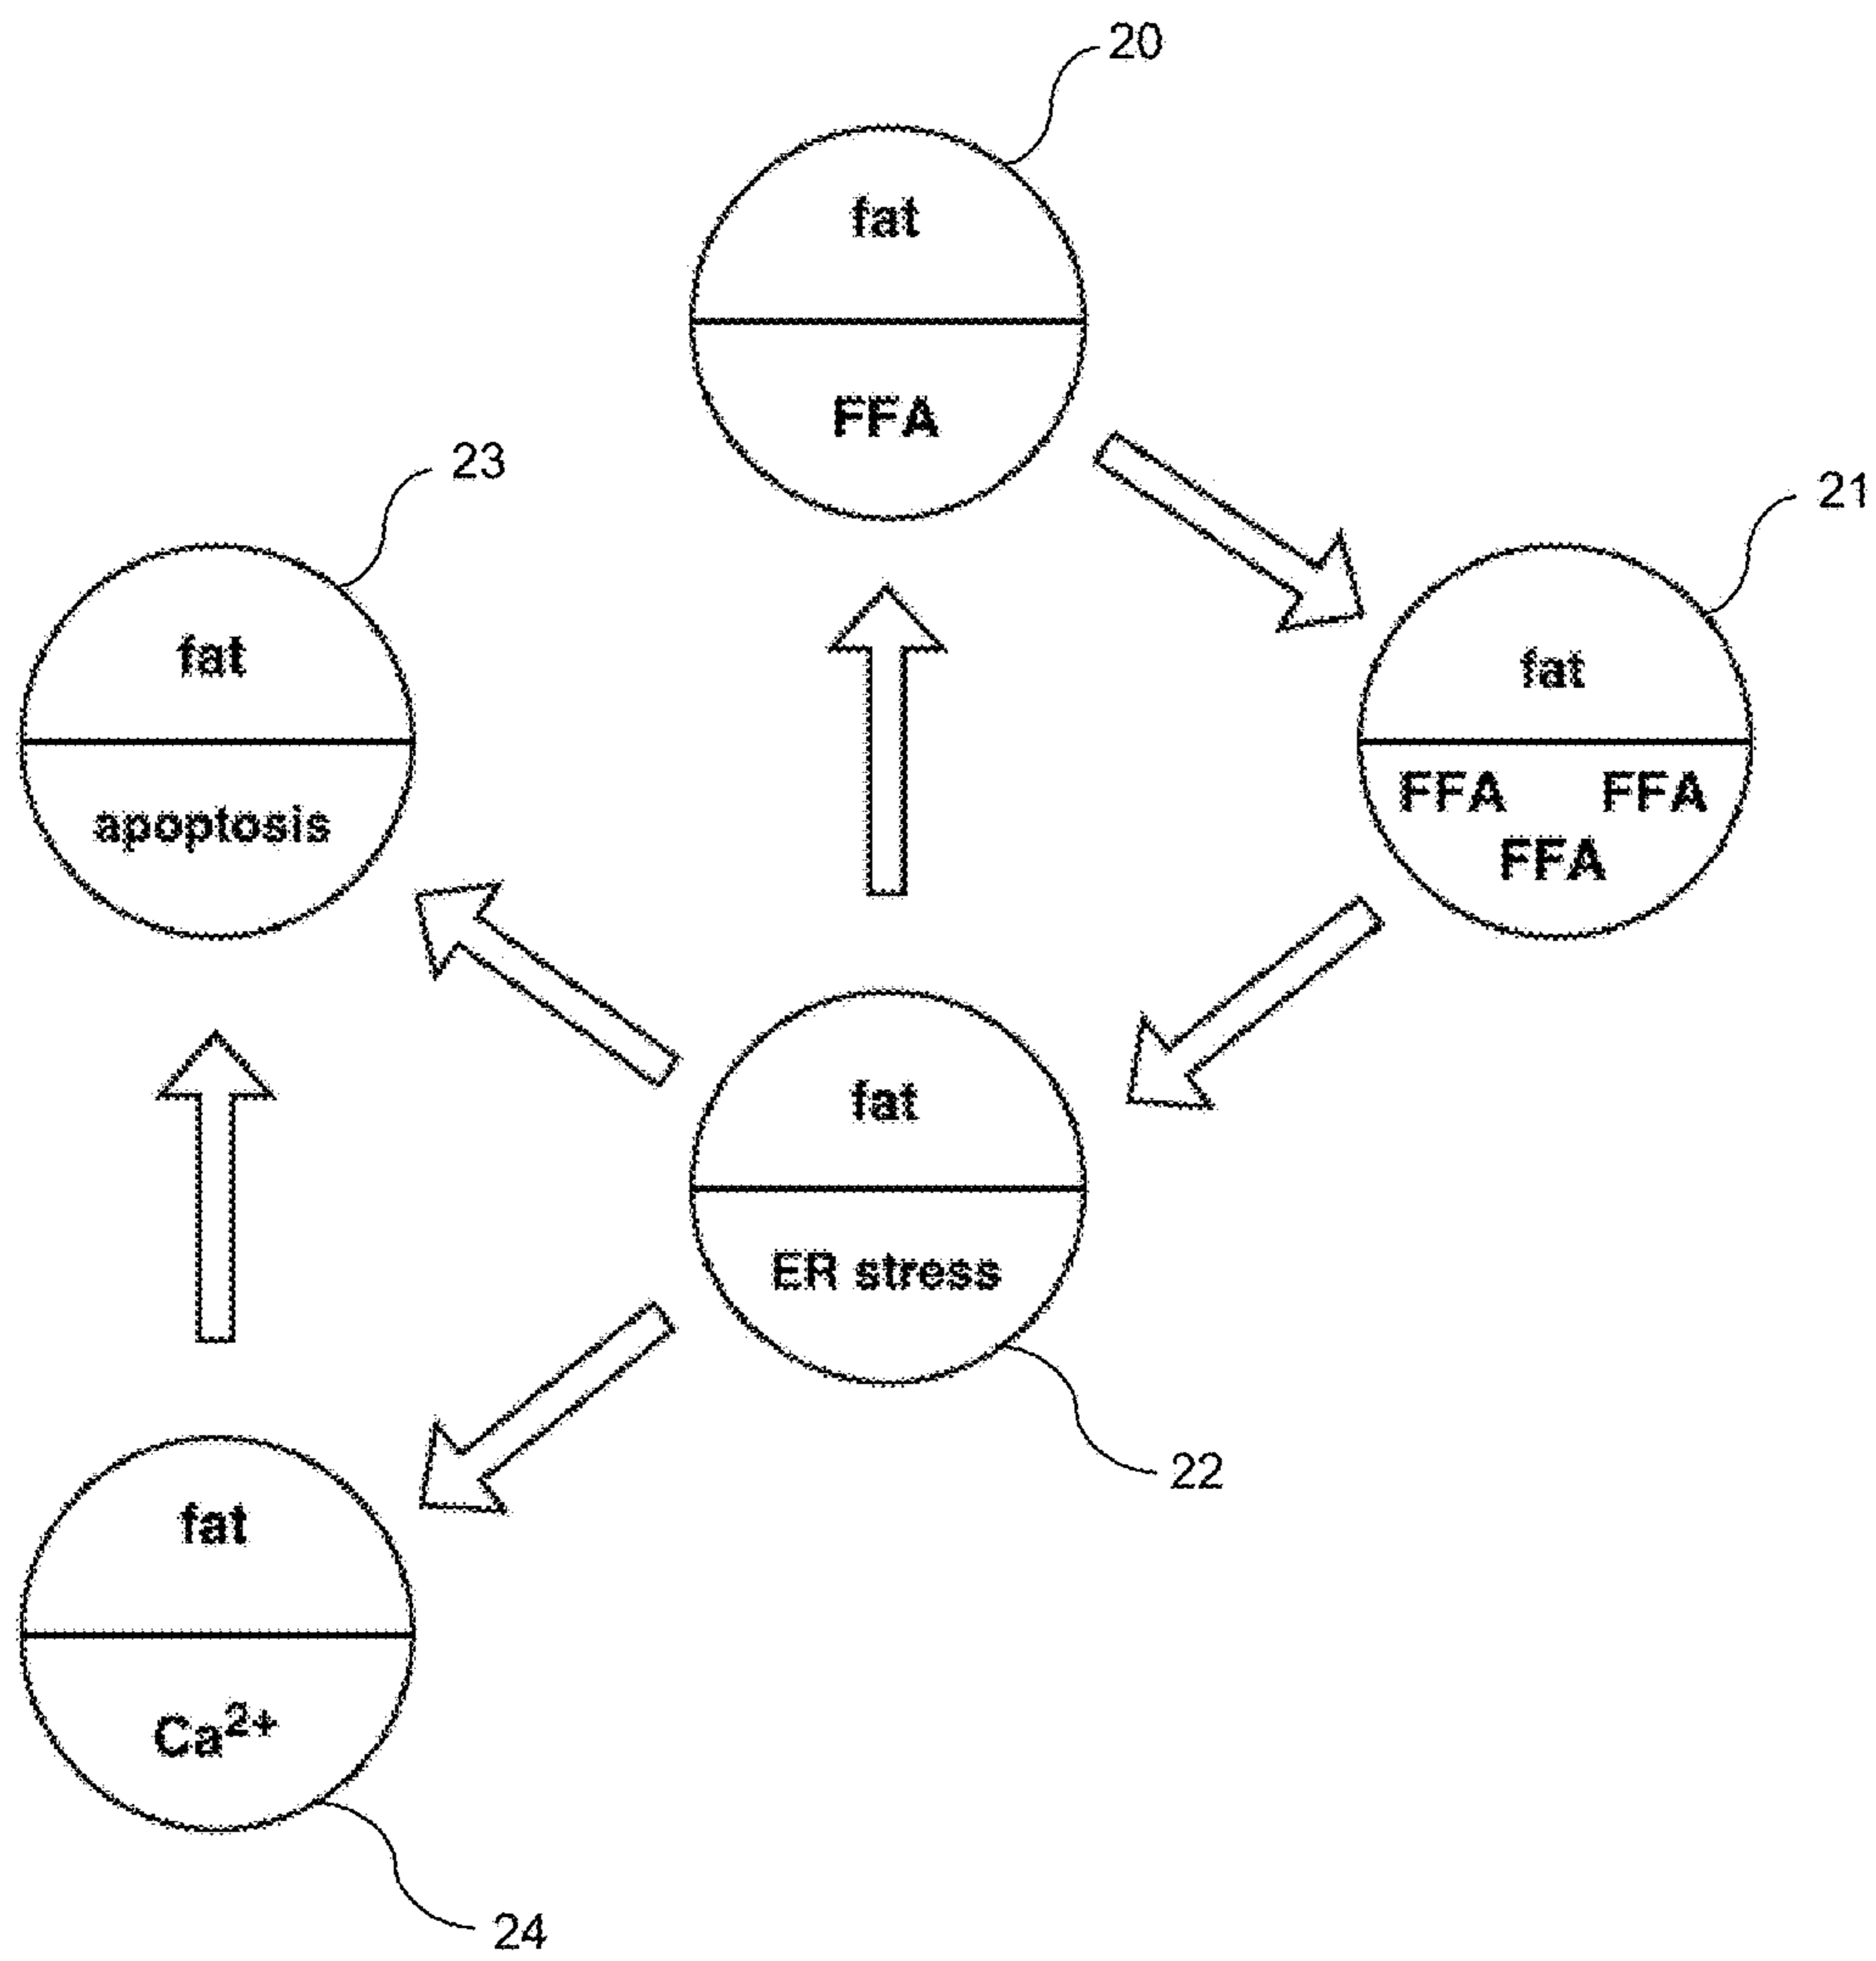 20
fat
FFA
23
fat
apoptosis
21
fat
FFA FFA
FFA
fat
ER stress
22
fat
Ca²⁺
24